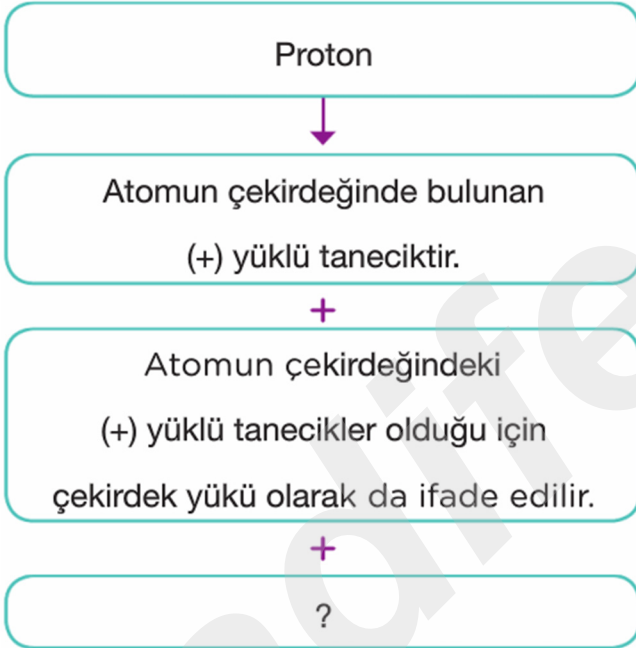 Proton
Atomun çekirdeğinde bulunan
(+) yüklü taneciktir.
+
Atomun çekirdeğindeki
(+) yüklü tanecikler olduğu için
çekirdek yükü olarak da ifade edilir.
+
?